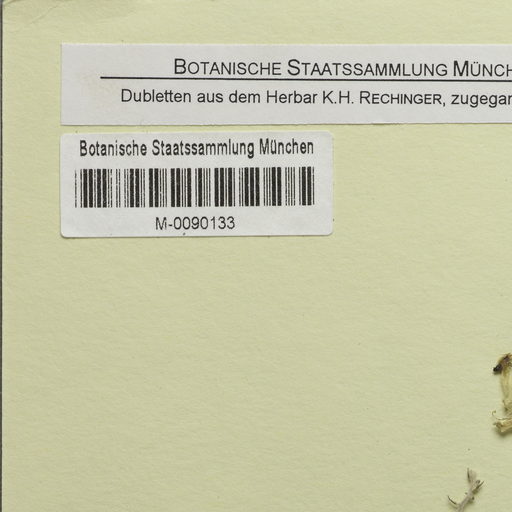 BOTANISCHE STAATSSAMMLUNG MÜNCH
Dubletten aus dem Herbar K.H. RECHINGER, zugegan
Botanische Staatssammlung München
M-0090133